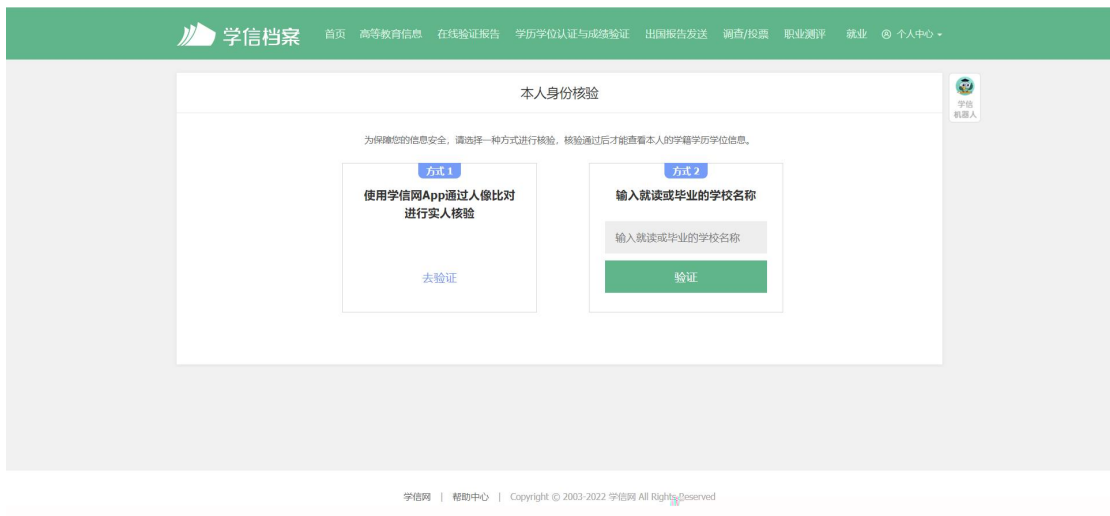 学信档案 首页 高等教育信息 在线验证报告 学历学位认证与成绩验证 出国报告发送 调查/投票 职业测评 就业 个人中心
本人身份核验
学信
机器人
为保障您的信息安全，请选择一种方式进行核验，核验通过后才能查看本人的学籍学历学位信息。
方式 1
使用学信网App通过人像比对
进行实人核验
去验证
方式 2
输入就读或毕业的学校名称
输入就读或毕业的学校名称
验证
学信网 | 帮助中心 | Copyright © 2003-2022 学信网 All Rights Reserved